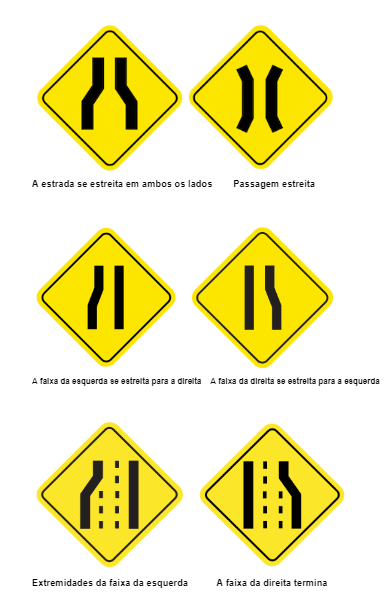 A estrada se estreita em ambos os lados
Passagem estreita
A faixa da esquerda se estreita para a direita
A faixa da direita se estreita para a esquerda
Extremidades da faixa da esquerda
A faixa da direita termina